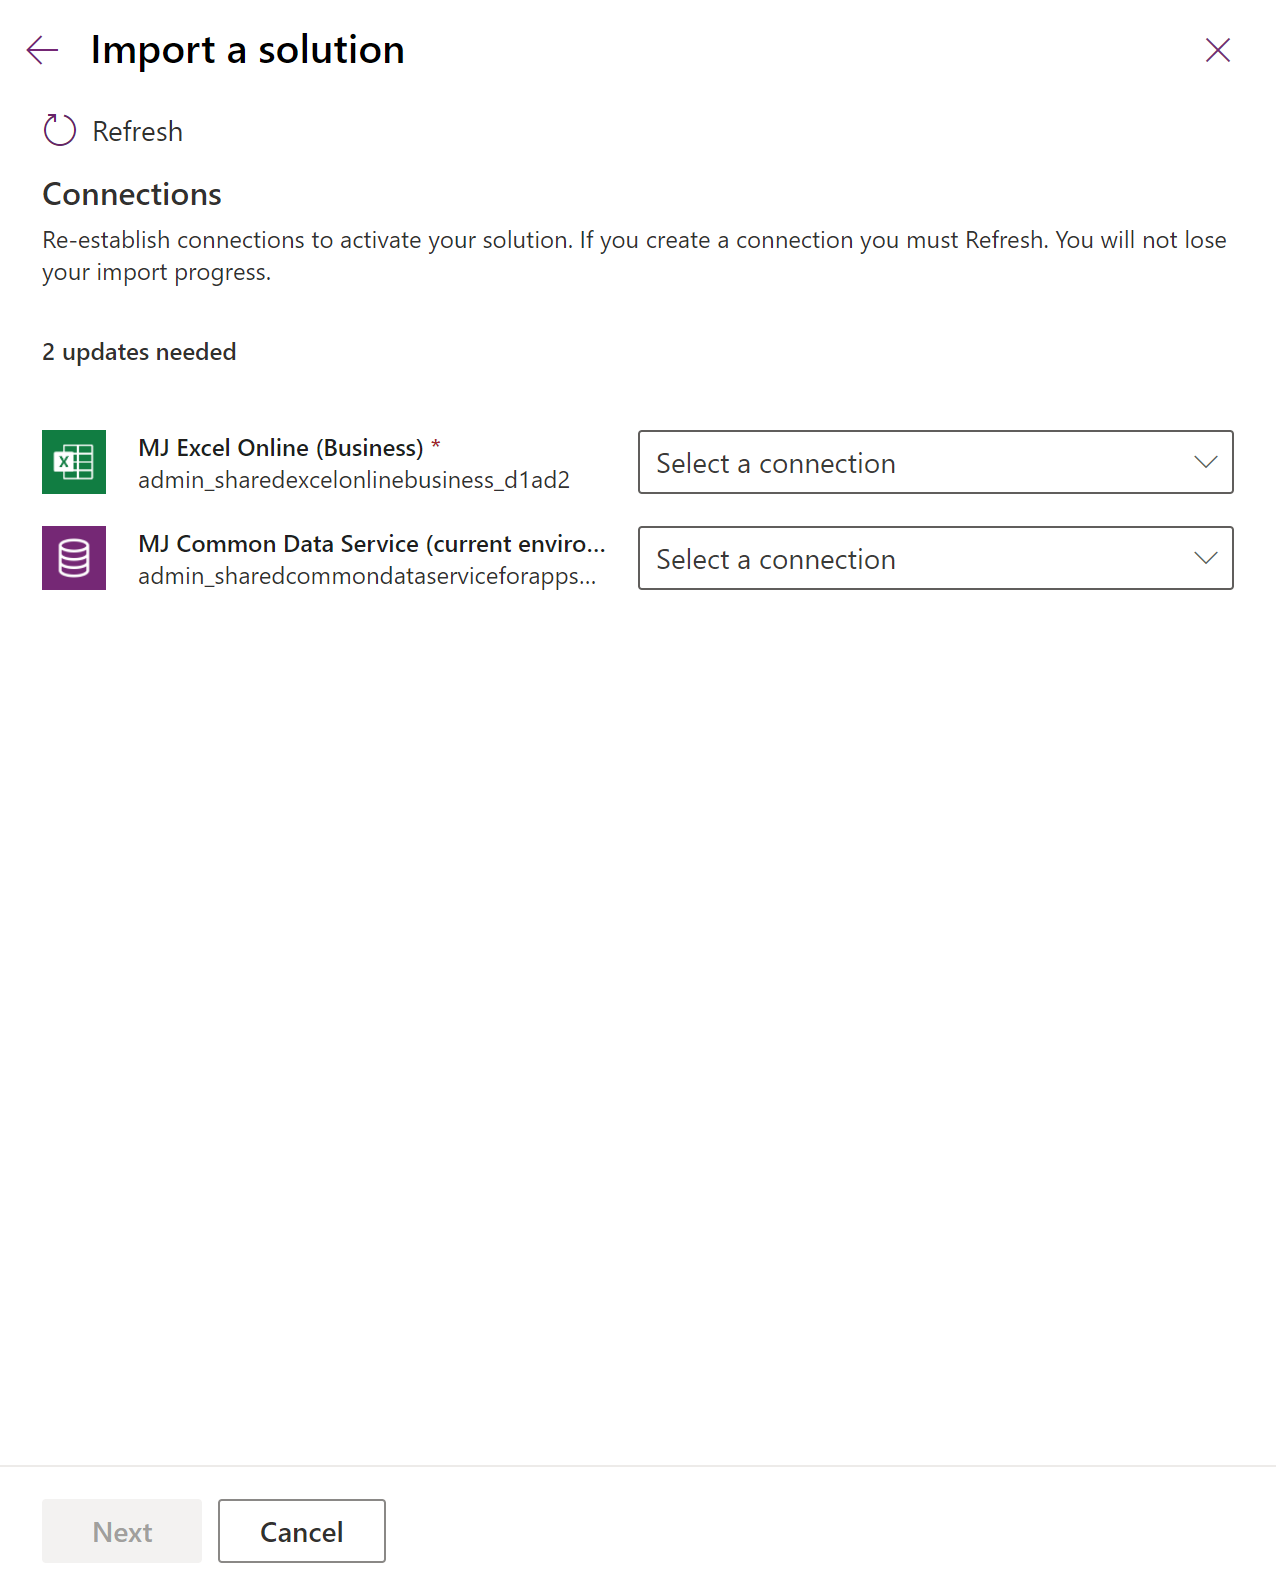 Import a solution
Refresh
Connections
Re-establish connections to activate your solution. If you create a connection you must Refresh. You will not lose
your import progress.
2 updates needed
X
MJ Excel Online (Business) *
admin_sharedexcelonlinebusiness_d1ad2
Select a connection
MJ Common Data Service (current enviro...
admin_sharedcommondataserviceforapps...
Select a connection
Next
Cancel